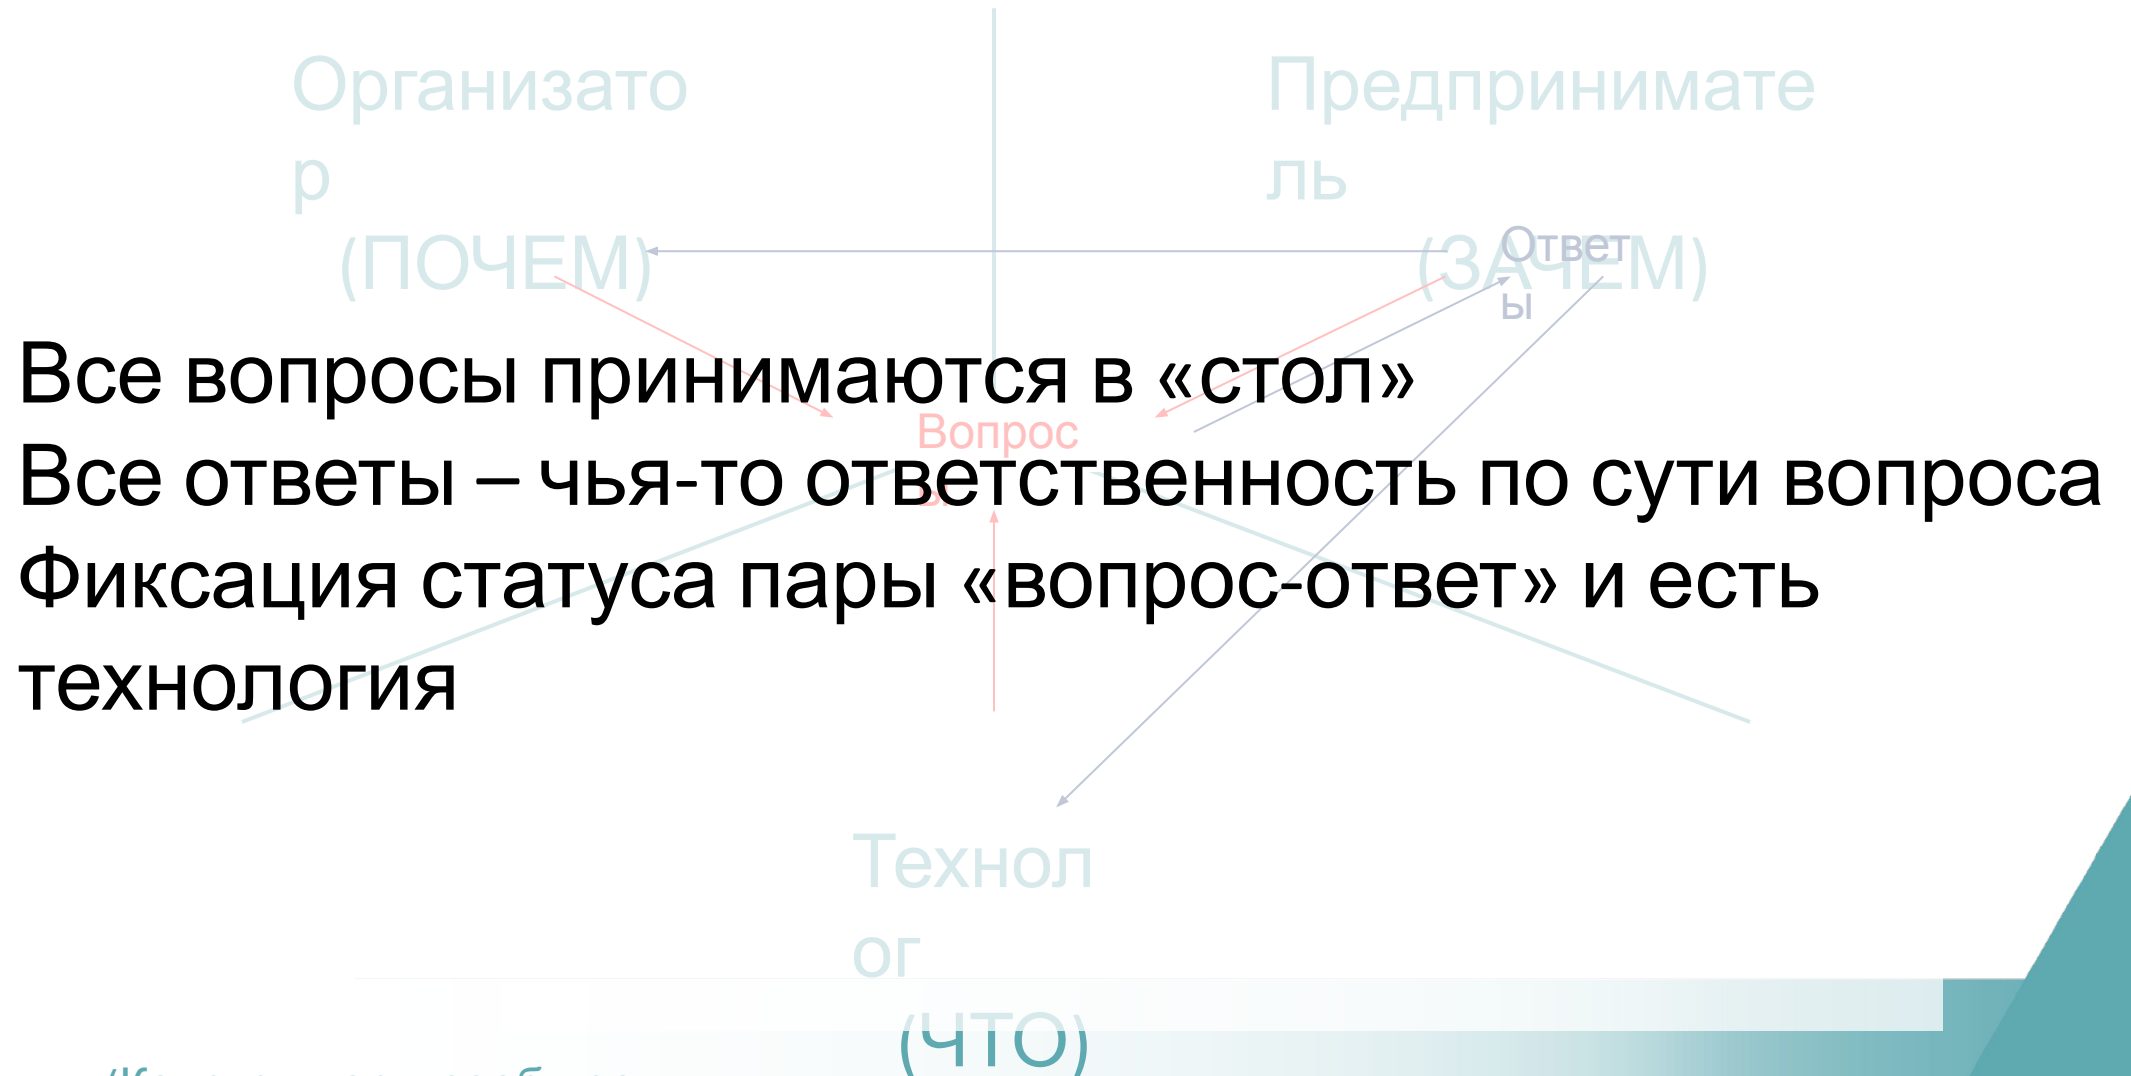 Организато
р
(ПОЧЕМ)
Предпринимате
ль
(ЗАЧЕМ)
Ответ
ы
Все вопросы принимаются в «стол»
Вопрос
ы
Все ответы – чья-то ответственность по сути вопроса
Фиксация статуса пары «вопрос-ответ» и есть
технология
Технол
ог
(ЧТО)